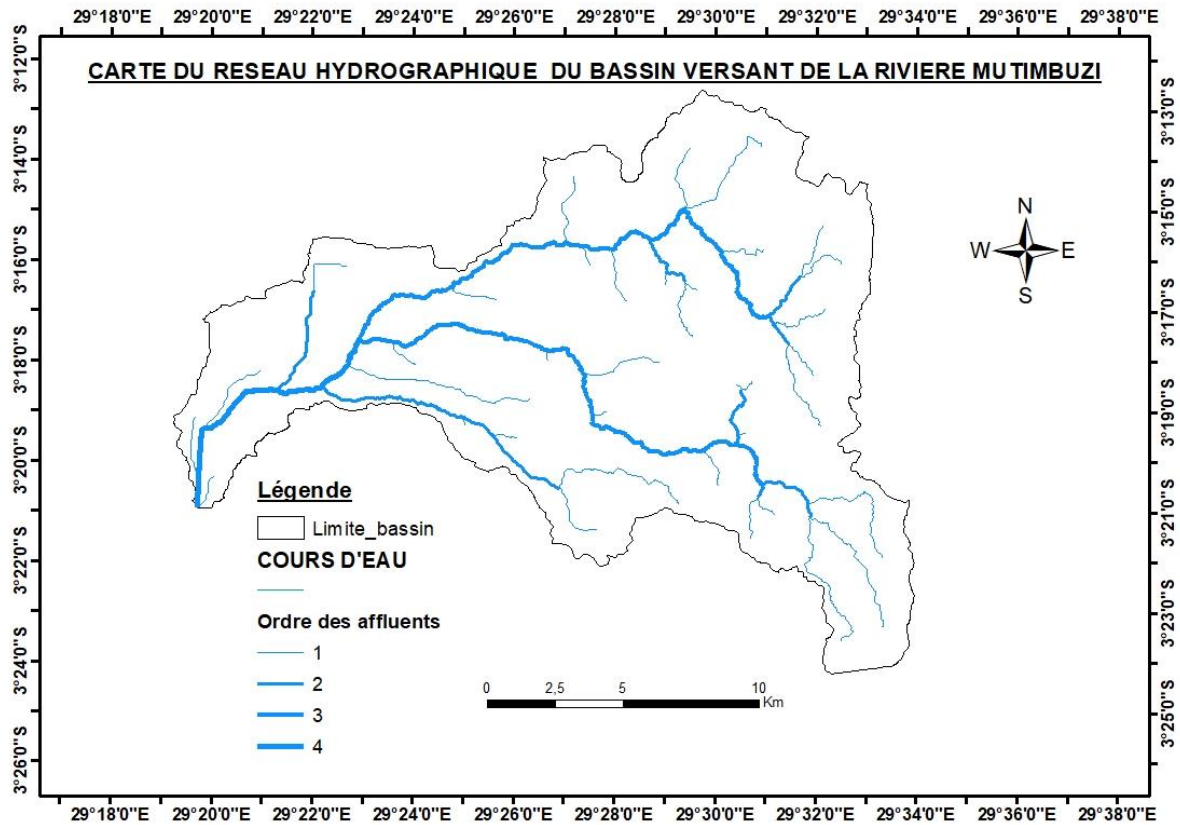 29°18'0"E 29°20'0"E 29°22'0"E 29°24'0"E 29°26'0"E 29°28'0"E 29°30'0"E 29°32'0"E 29°34'0"E 29°36'0"E 29°38'0"E
CARTE DU RESEAU HYDROGRAPHIQUE DU BASSIN VERSANT DE LA RIVIERE MUTIMBUZI
3°12'0"S
3°14'0"S
3°16'0"S
3°18'0"S
3°20'0"S
3°22'0"S
3°24'0"S
3°26'0"S
3°13'0"S
3°15'0"S
3°17'0"S
3°19'0"S
3°21'0"S
3°23'0"S
3°25'0"S
N
W E
S
Légende
Limite_bassin
COURS D'EAU
Ordre des affluents
1
2
3
4
0 2,5 5 10
Km
29°18'0"E 29°20'0"E 29°22'0"E 29°24'0"E 29°26'0"E 29°28'0"E 29°30'0"E 29°32'0"E 29°34'0"E 29°36'0"E 29°38'0"E